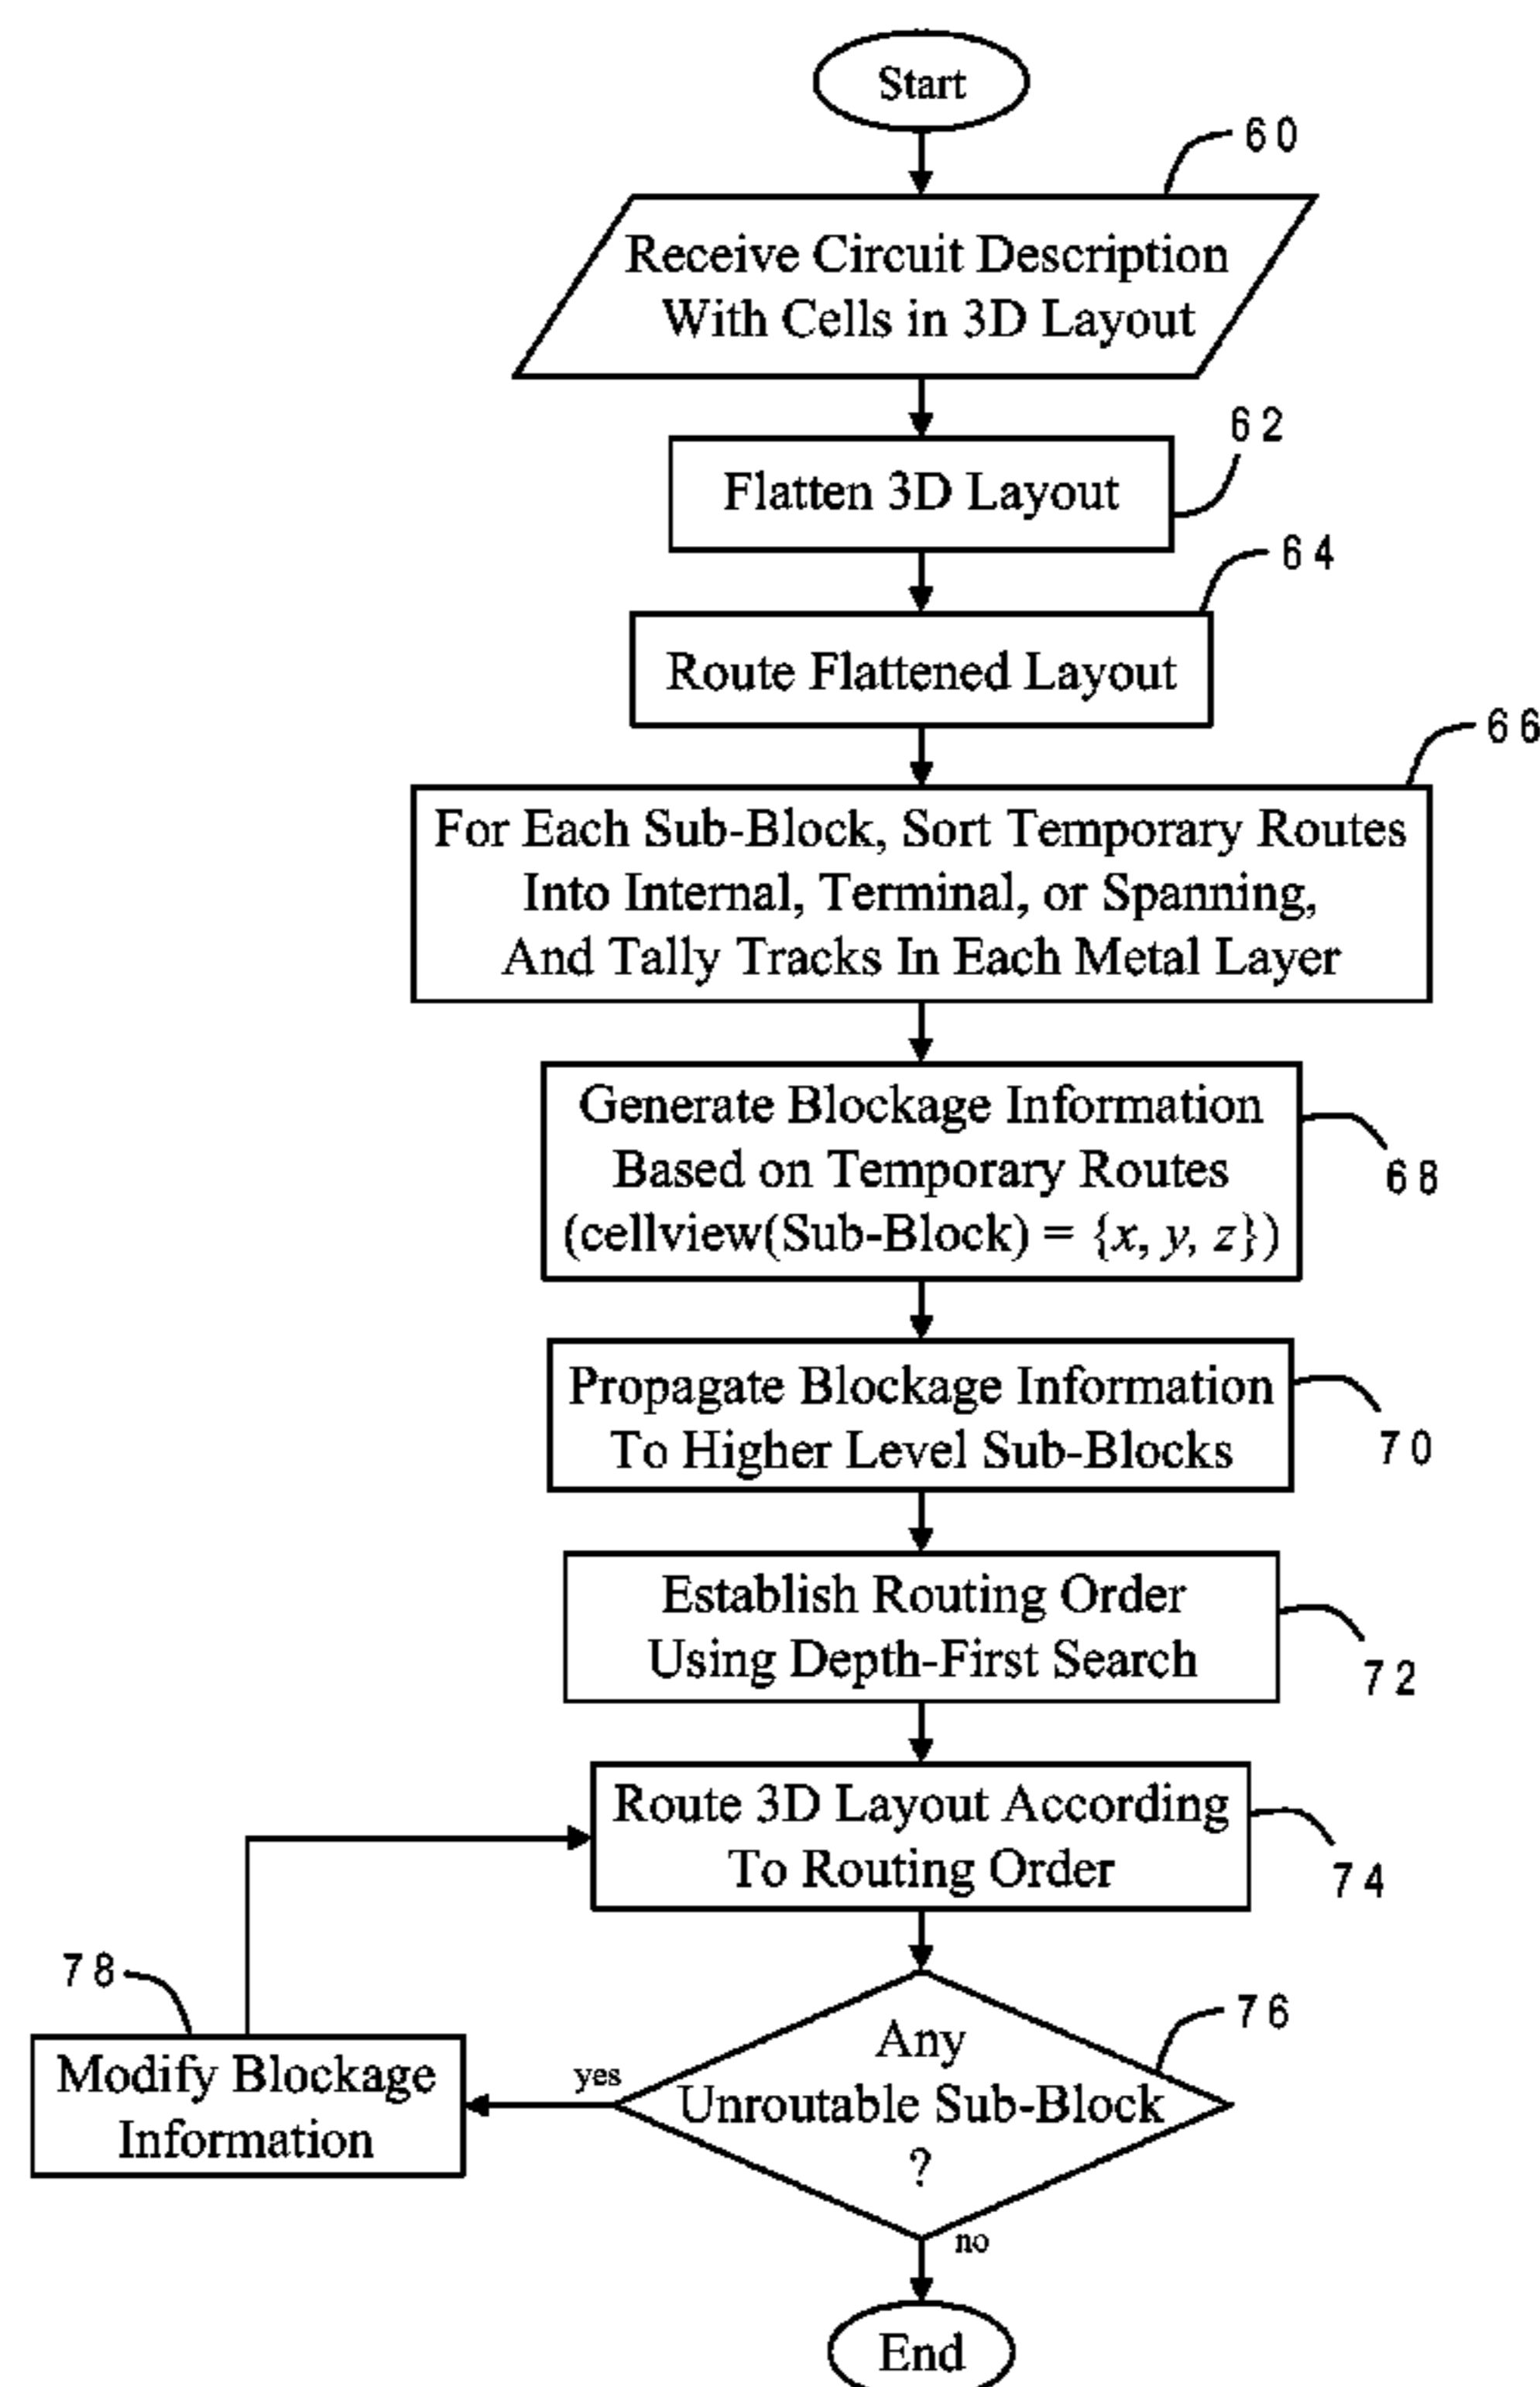 Start
60
Receive Circuit Description
With Cells in 3D Layout
62
Flatten 3D Layout
64
Route Flattened Layout
66
For Each Sub-Block, Sort Temporary Routes
Into Internal, Terminal, or Spanning,
And Tally Tracks In Each Metal Layer
Generate Blockage Information
Based on Temporary Routes
(cellview(Sub-Block) = {x, y, z})
68
Propagate Blockage Information
To Higher Level Sub-Blocks
70
Establish Routing Order
Using Depth-First Search
72
Route 3D Layout According
To Routing Order
74
78
Modify Blockage
Information
yes
76
Any
Unroutable Sub-Block
?
no
End